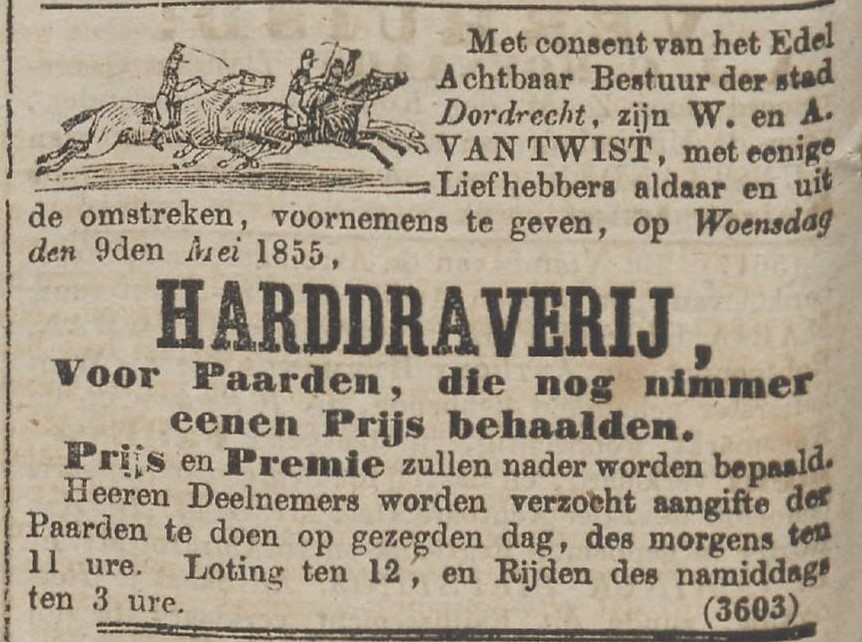 Met consent van het Edel
Achtbaar Bestuur der stad
Dordrecht, zijn W. en A.
VAN TWIST, met eenige
Liefhebbers aldaar en uit
de omstreken, voornemens te geven, op Woensdag
den 9den Mei 1855,
HARDDRAVERIJ,
Voor Paarden, die nog nimmer
eenen Prijs behaalden.
Prijs en Premie zullen nader worden bepaald.
Heeren Deelnemers worden verzocht aangifte der
Paarden te doen op gezegden dag, des morgens ten
11 ure. Loting ten 12, en Rijden des namiddags
ten 3 ure. (3603)